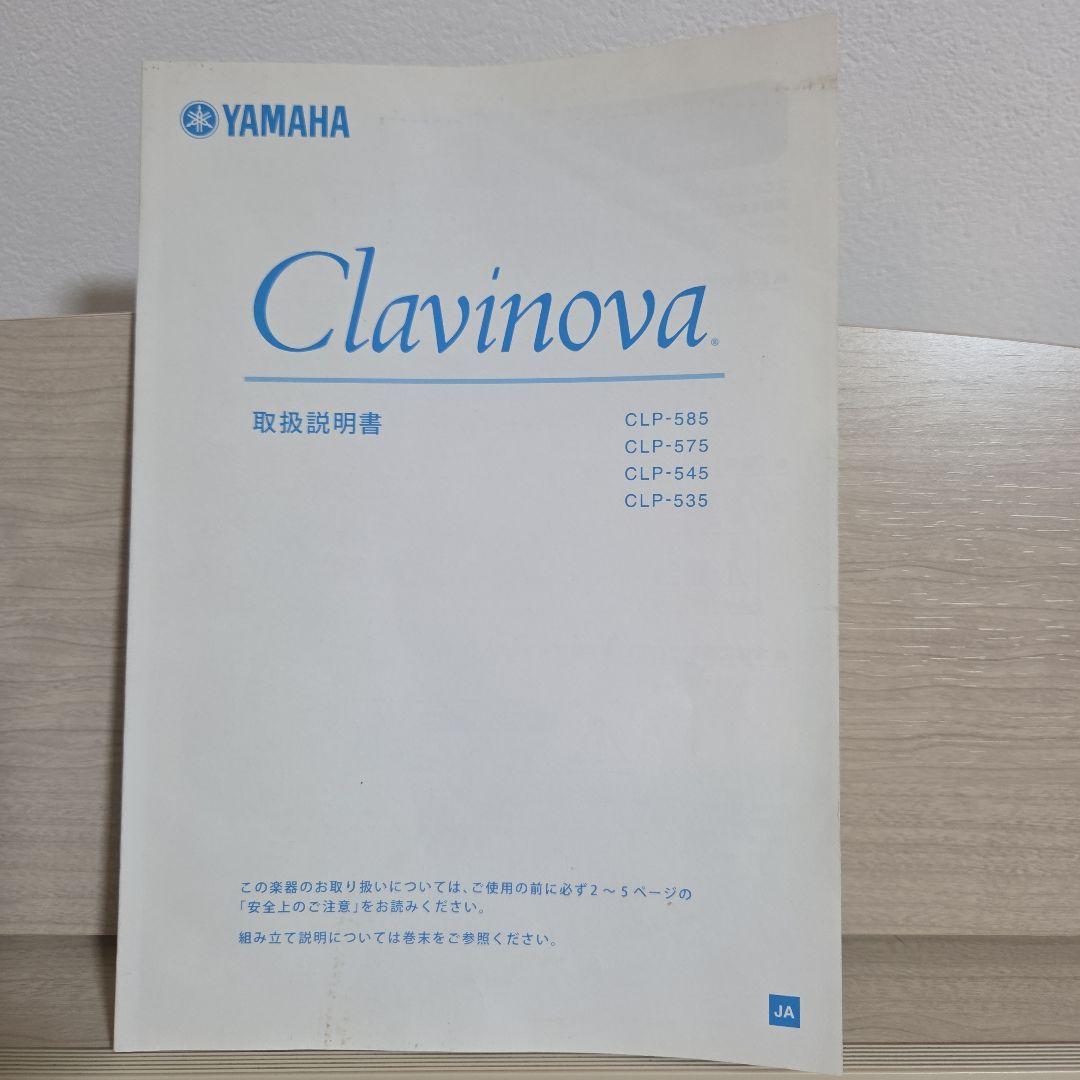 YAMAHA
Clavinova®
取扱説明書
CLP-585
CLP-575
CLP-545
CLP-535
この楽器のお取り扱いについては、ご使用の前に必ず2～5ページの
「安全上のご注意」をお読みください。
組み立て説明については巻末をご参照ください。
JA